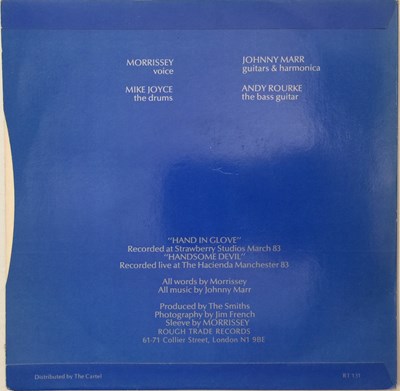 MORRISSEY
voice
JOHNNY MARR
guitars & harmonica
MIKE JOYCE
the drums
ANDY ROURKE
the bass guitar
"HAND IN GLOVE"
Recorded at Strawberry Studios March 83
"HANDSOME DEVIL"
Recorded live at The Hacienda Manchester 83
All words by Morrissey
All music by Johnny Marr
Produced by The Smiths
Photography by Jim French
Sleeve by MORRISSEY
ROUGH TRADE RECORDS
61-71 Collier Street, London N1 9BE
Distributed by The Cartel
RT 131